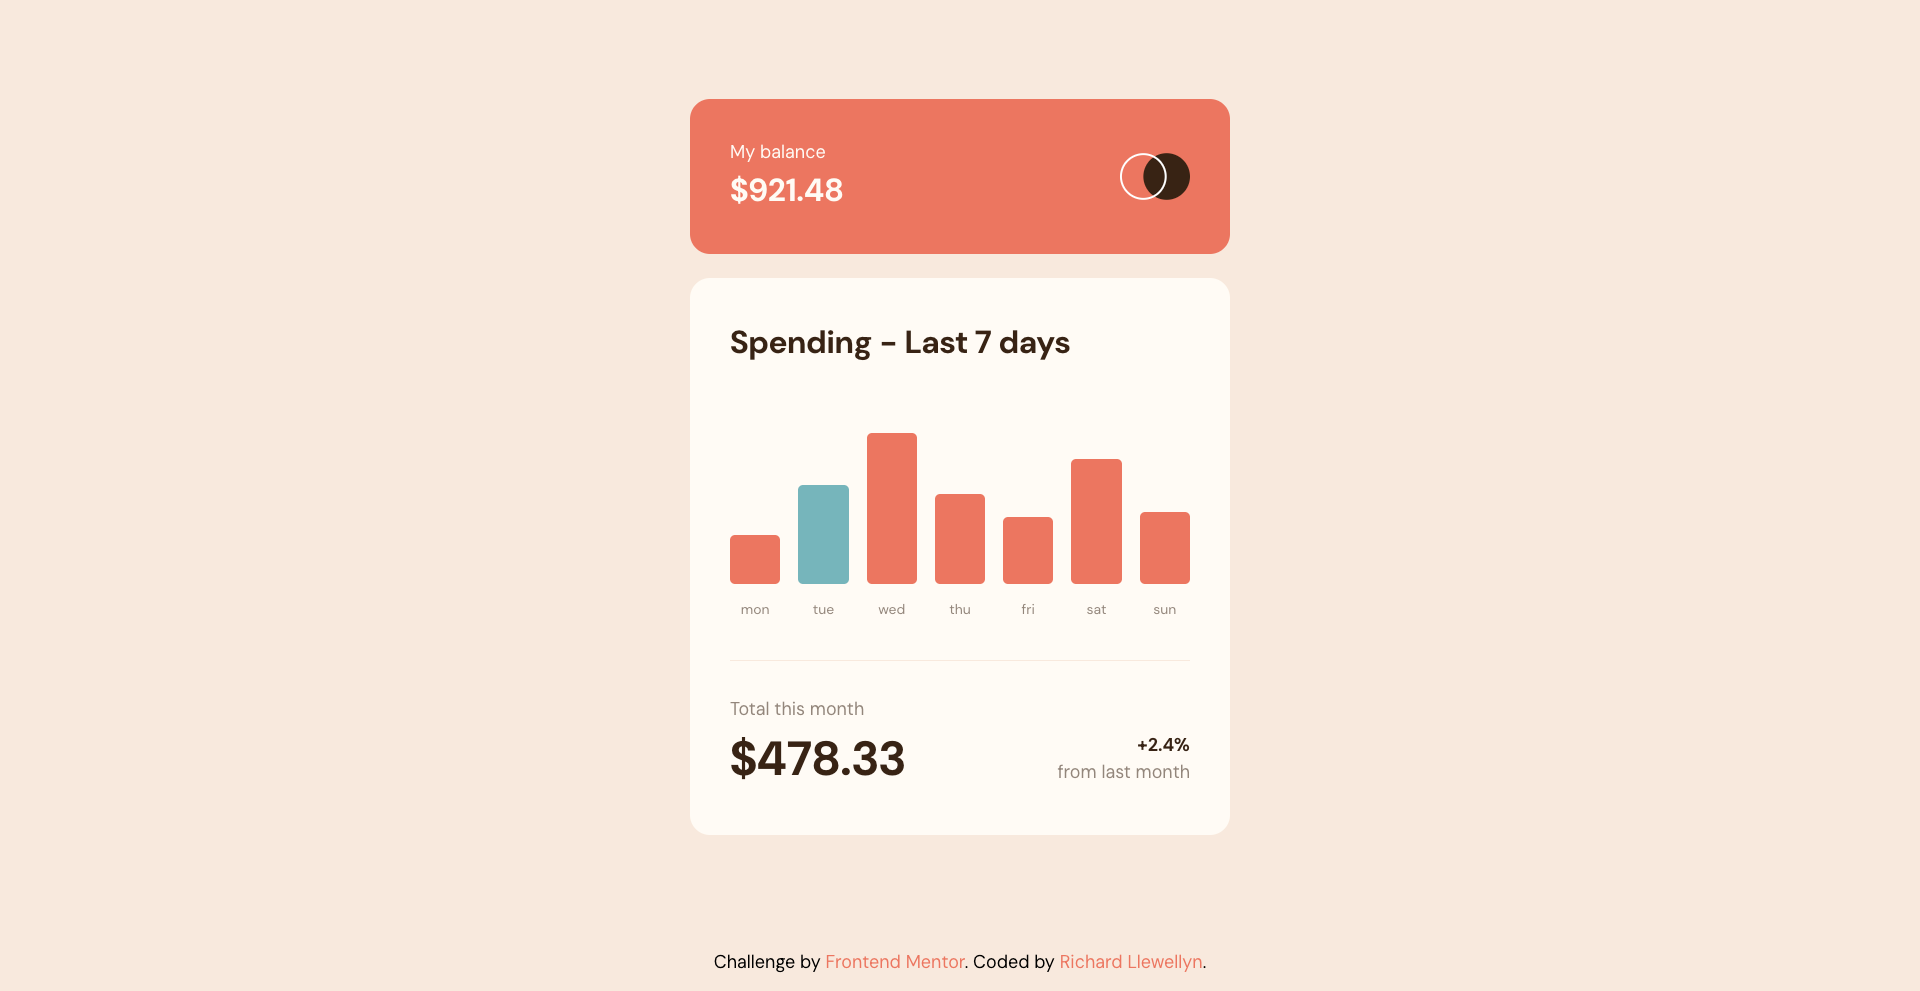 My balance
$921.48
Spending - Last 7 days
mon tue wed thu fri sat sun
Total this month
$478.33
+2.4%
from last month
Challenge by Frontend Mentor. Coded by Richard Llewellyn.